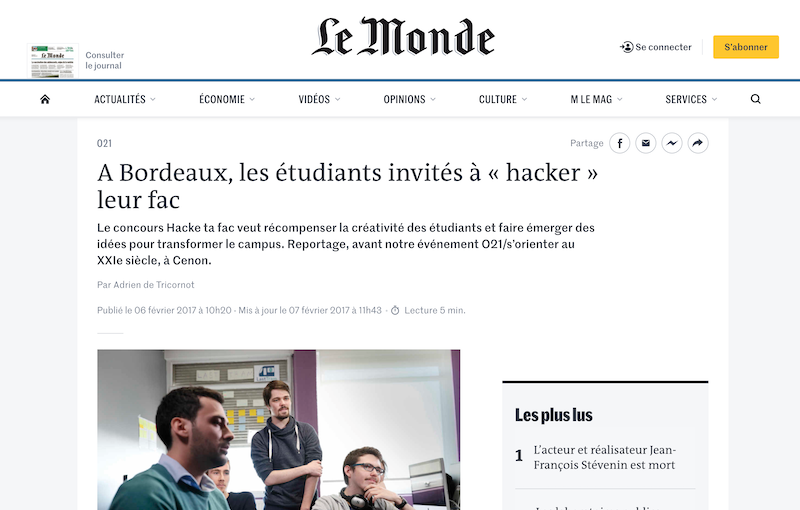 Le Monde
Consulter
le journal
Le Monde
Se connecter
S'abonner
ACTUALITÉS
ÉCONOMIE
VIDÉOS
OPINIONS
CULTURE
M LE MAG
SERVICES
O21
Partage
A Bordeaux, les étudiants invités à « hacker »
leur fac
Le concours Hacke ta fac veut récompenser la créativité des étudiants et faire émerger des
idées pour transformer le campus. Reportage, avant notre événement O21/s'orienter au
XXIe siècle, à Cenon.
Par Adrien de Tricornot
Publié le 06 février 2017 à 10h20 - Mis à jour le 07 février 2017 à 11h43 · Lecture 5 min.
Les plus lus
1 L'acteur et réalisateur Jean-
François Stévenin est mort